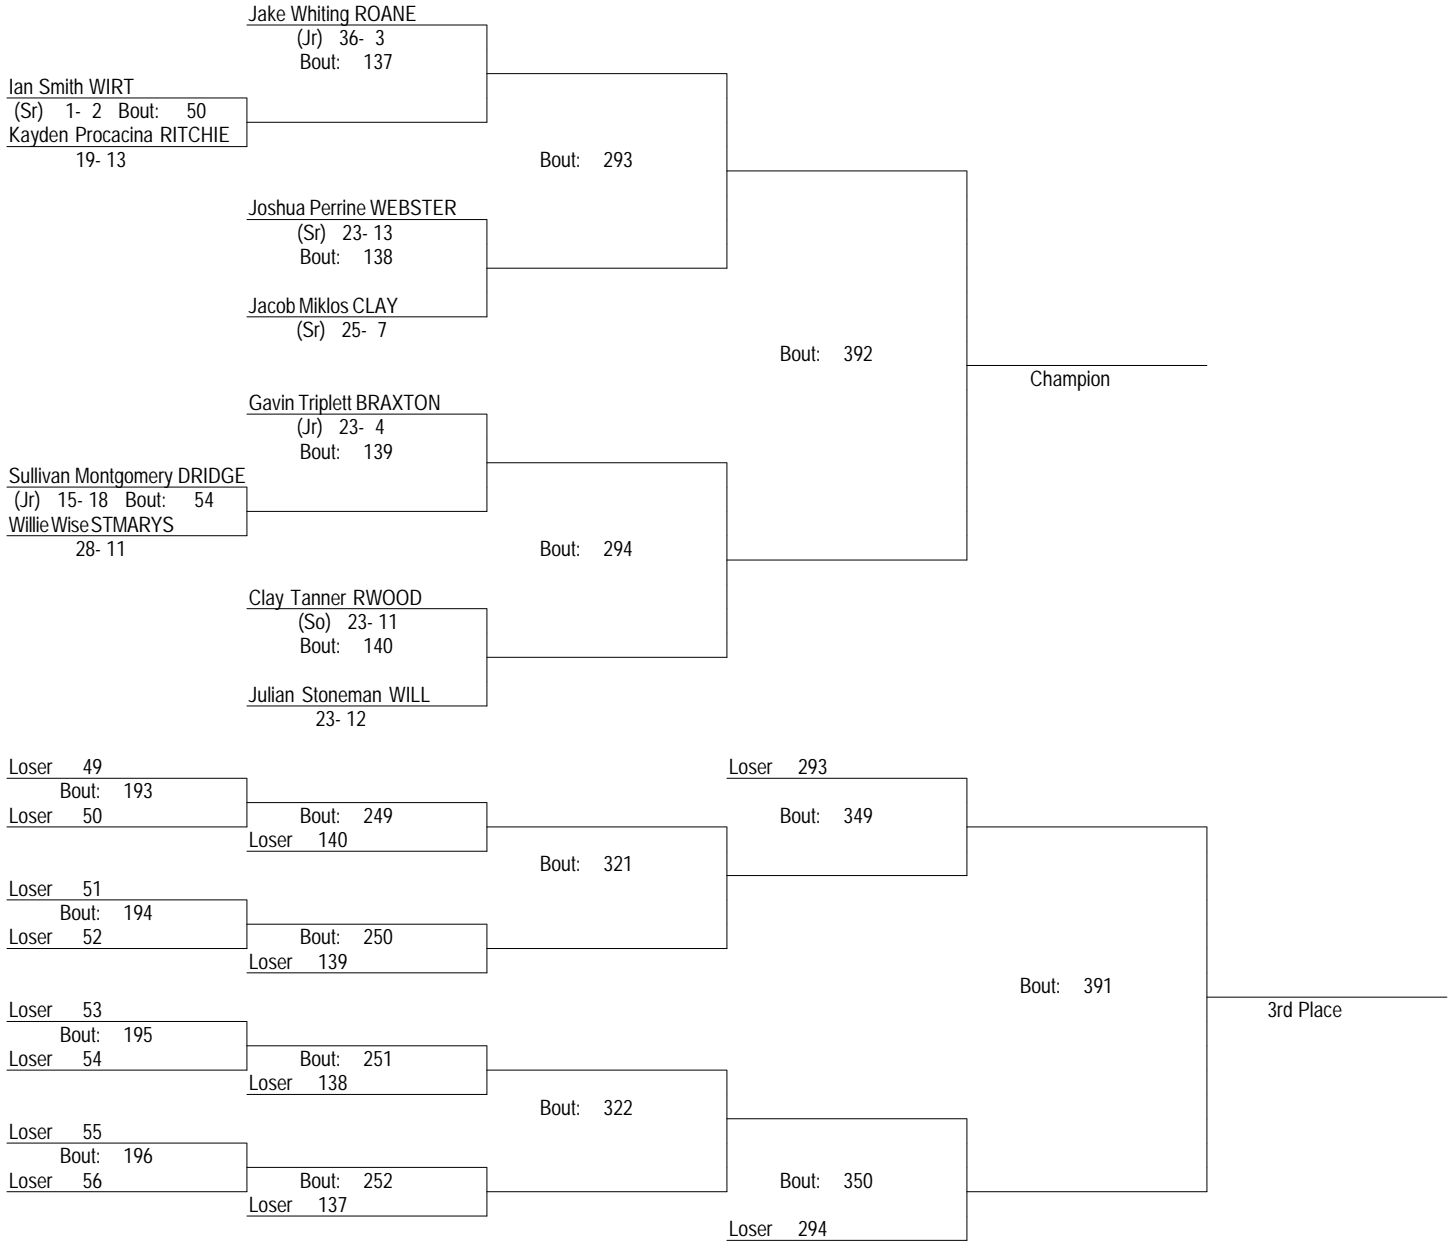 Jake Whiting ROANE
(Jr) 36- 3
Bout: 137
Ian Smith WIRT
(Sr) 1- 2 Bout: 50
Kayden Procacina RITCHIE
19- 13
Bout: 293
Joshua Perrine WEBSTER
(Sr) 23- 13
Bout: 138
Jacob Miklos CLAY
(Sr) 25- 7
Bout: 392
Champion
Gavin Triplett BRAXTON
(Jr) 23- 4
Bout: 139
Sullivan Montgomery DRIDGE
(Jr) 15- 18 Bout: 54
Willie Wise STMARYS
28- 11
Bout: 294
Clay Tanner RWOOD
(So) 23- 11
Bout: 140
Julian Stoneman WILL
23- 12
Loser 49
Bout: 193
Loser 50
Bout: 249
Loser 140
Loser 293
Bout: 349
Bout: 321
Loser 51
Bout: 194
Loser 52
Bout: 250
Loser 139
Bout: 391
3rd Place
Loser 53
Bout: 195
Loser 54
Bout: 251
Loser 138
Bout: 322
Loser 55
Bout: 196
Loser 56
Bout: 252
Loser 137
Bout: 350
Loser 294